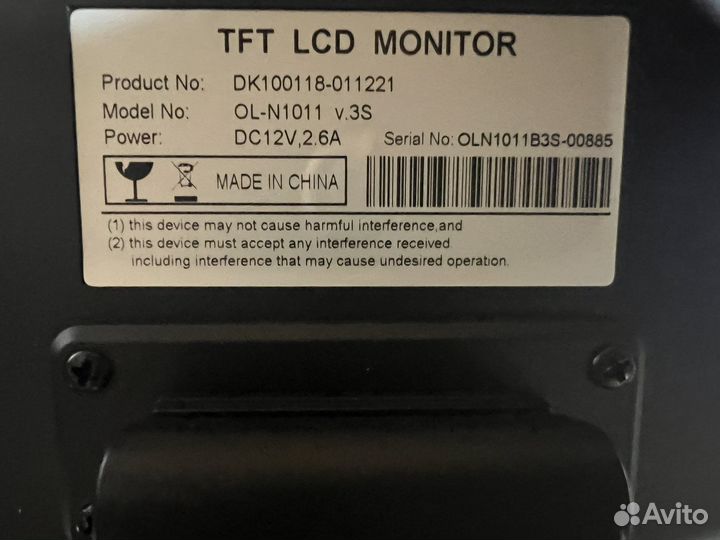 TFT LCD MONITOR
Product No: DK100118-011221
Model No: OL-N1011 v.3S
Power: DC12V,2.6A Serial No: OLN1011B3S-00885
MADE IN CHINA
(1) this device may not cause harmful interference,and
(2) this device must accept any interference received
including interference that may cause undesired operation.
Avito